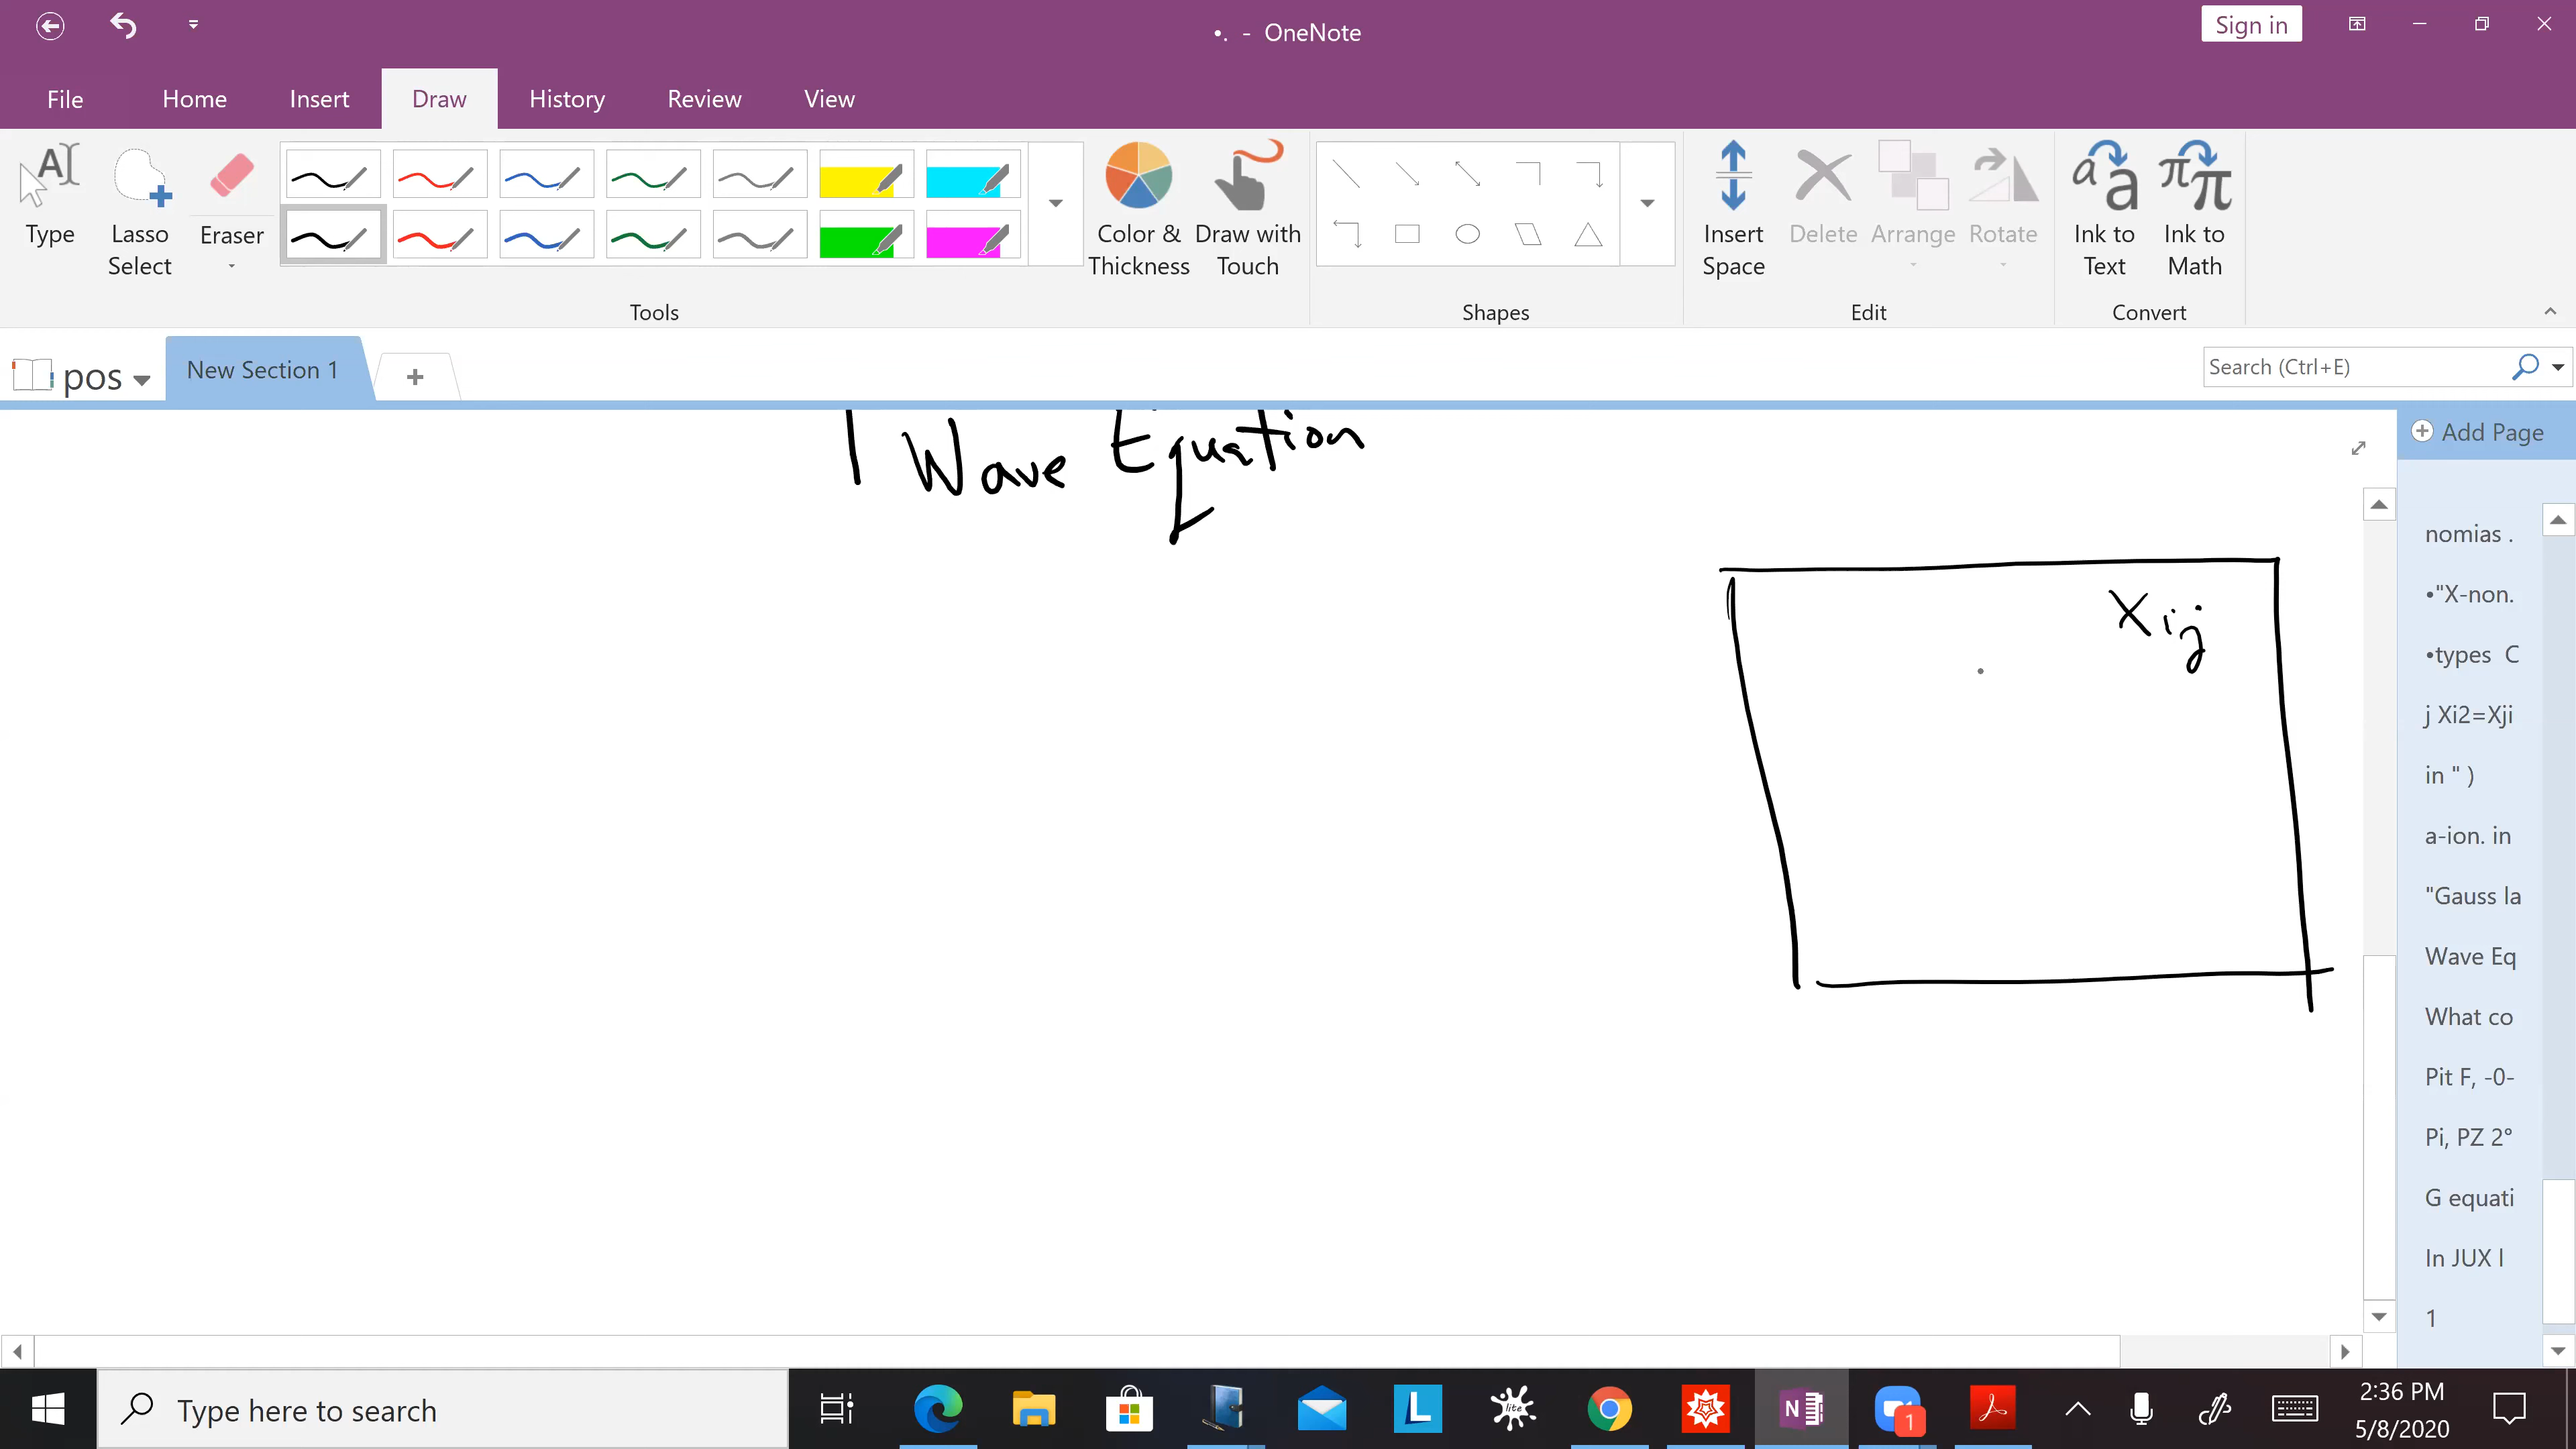 •. - OneNote
Sign in
File Home Insert Draw History Review View
Type
Lasso Select
Eraser
Color & Thickness
Draw with Touch
Insert Space
Delete
Arrange
Rotate
Ink to Text
Ink to Math
Tools
Shapes
Edit
Convert
pos
New Section 1
Search (Ctrl+E)
Wave Equation
Xij
Add Page
nomias .
•"X-non.
•types C
j Xi2=Xji
in " )
a-ion. in
"Gauss la
Wave Eq
What co
Pit F, -0-
Pi, PZ 2°
G equati
In JUX l
1
Type here to search
L
lite
N
1
2:36 PM
5/8/2020